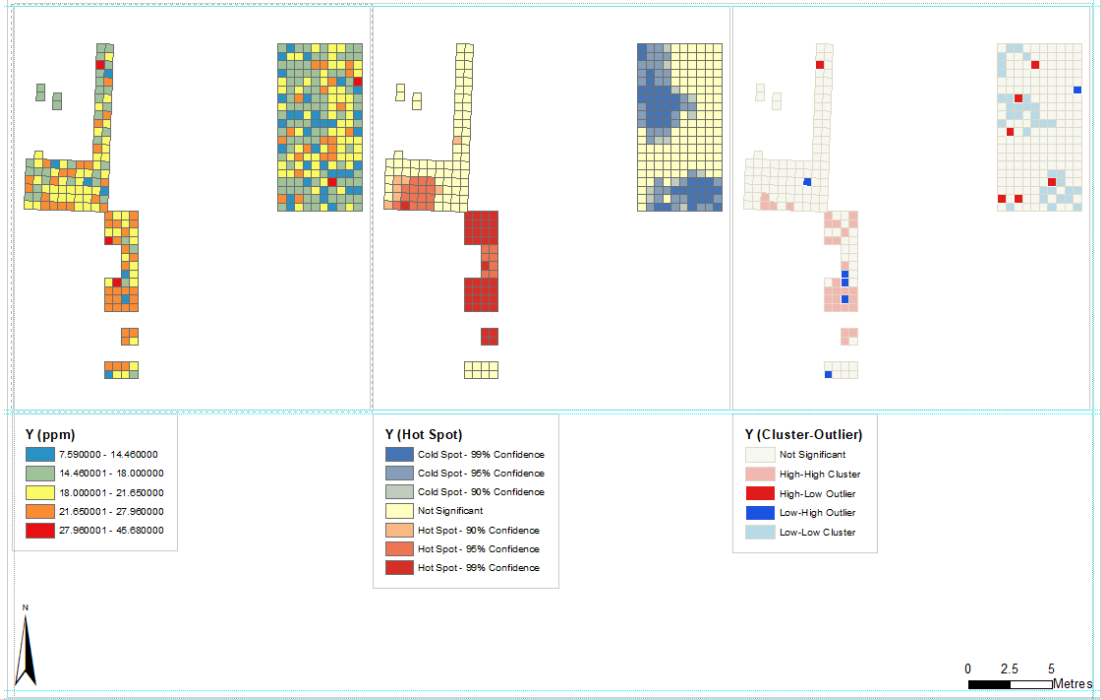 Y (ppm)
7.590000 - 14.460000
14.460001 - 18.000000
18.000001 - 21.650000
21.650001 - 27.960000
27.960001 - 45.680000
Y (Hot Spot)
Cold Spot - 99% Confidence
Cold Spot - 95% Confidence
Cold Spot - 90% Confidence
Not Significant
Hot Spot - 90% Confidence
Hot Spot - 95% Confidence
Hot Spot - 99% Confidence
Y (Cluster-Outlier)
Not Significant
High-High Cluster
High-Low Outlier
Low-High Outlier
Low-Low Cluster
N
0 2.5 5
Metres